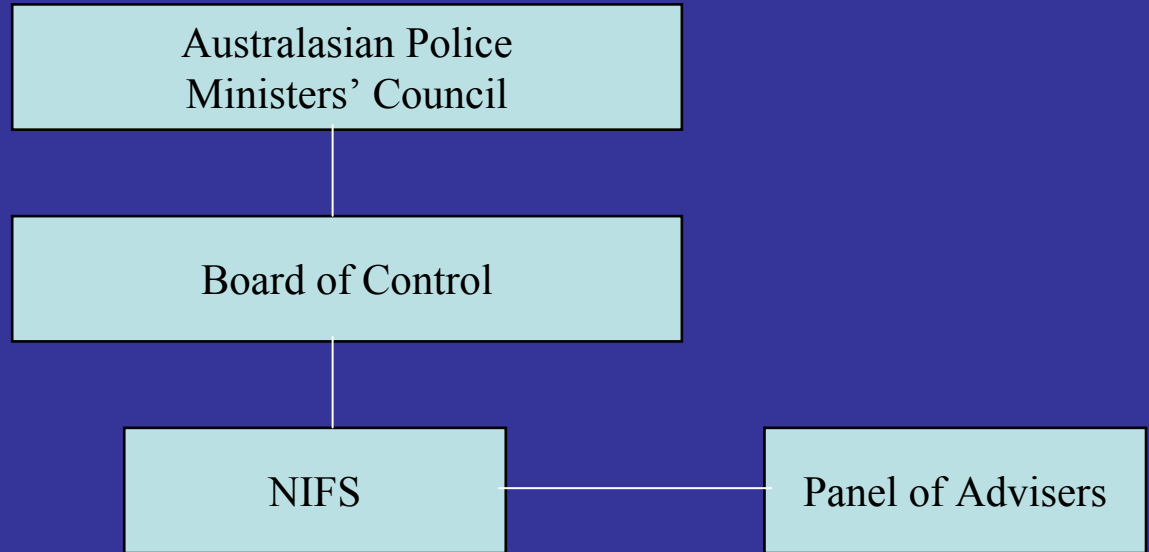 Australasian Police
Ministers’ Council
Board of Control
NIFS
Panel of Advisers